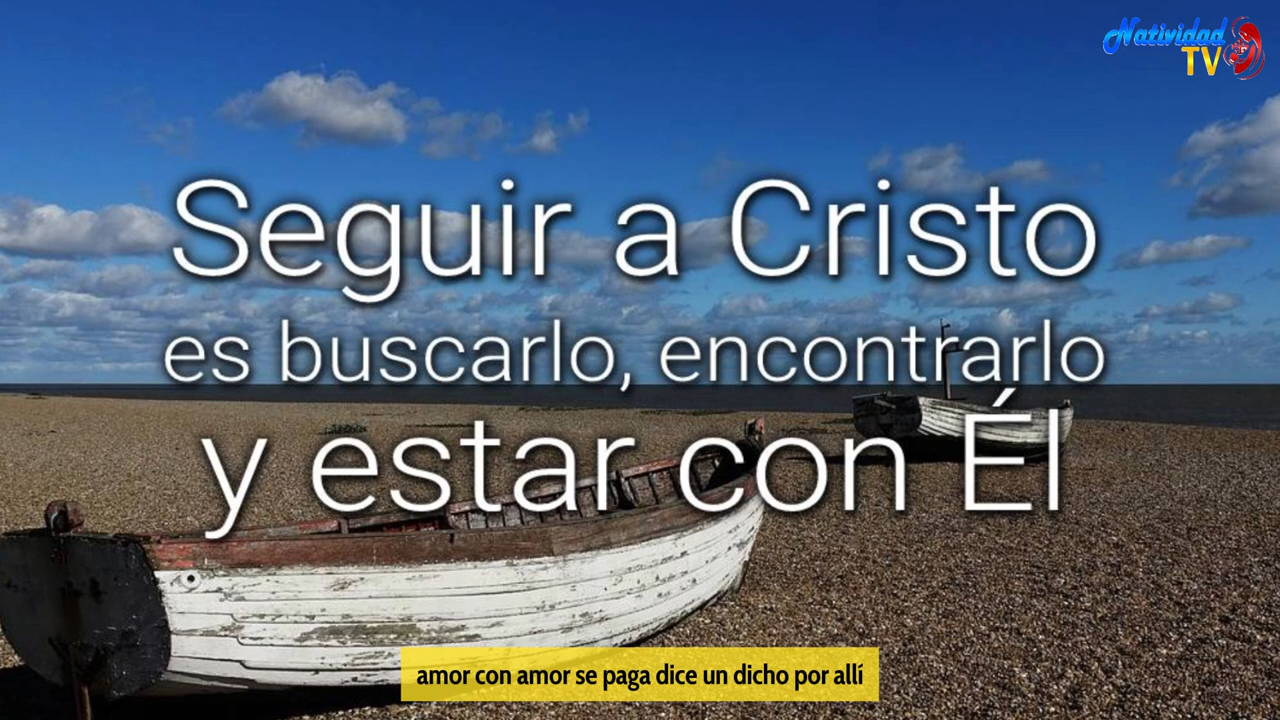 Natividad
TV
Seguir a Cristo
es buscarlo, encontrarlo
y estar con Él
amor con amor se paga dice un dicho por allí